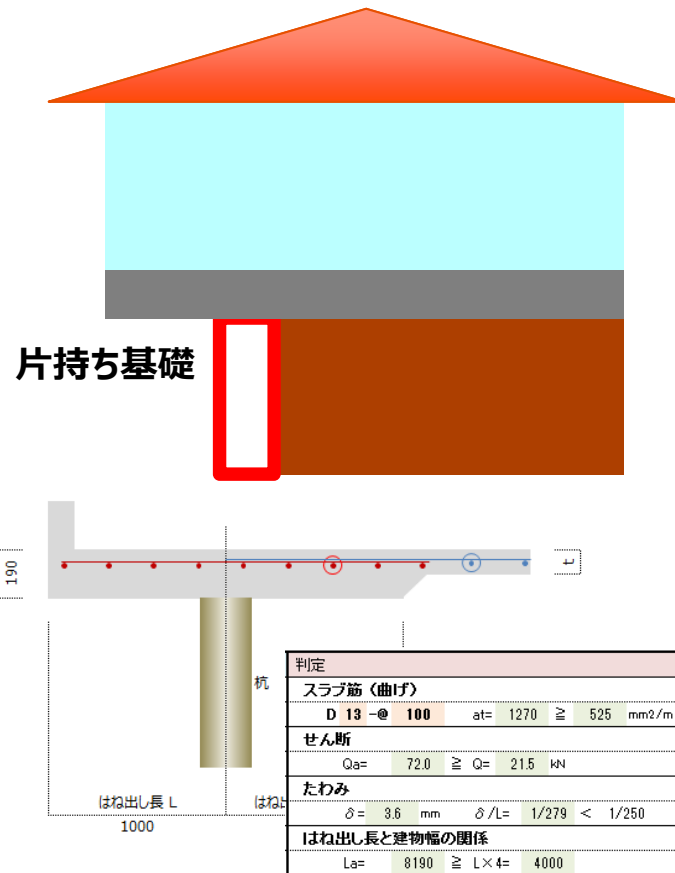 片持ち基礎
190
t
杭
はね出し長 L
はね
1000
判定
スラブ筋（曲げ）
D 13 -@ 100 at= 1270 ≧ 525 mm2/m
せん断
Qa= 72.0 ≧ Q= 21.5 kN
たわみ
δ= 3.6 mm δ/L= 1/279 < 1/250
はね出し長と建物幅の関係
La= 8190 ≧ L×4= 4000